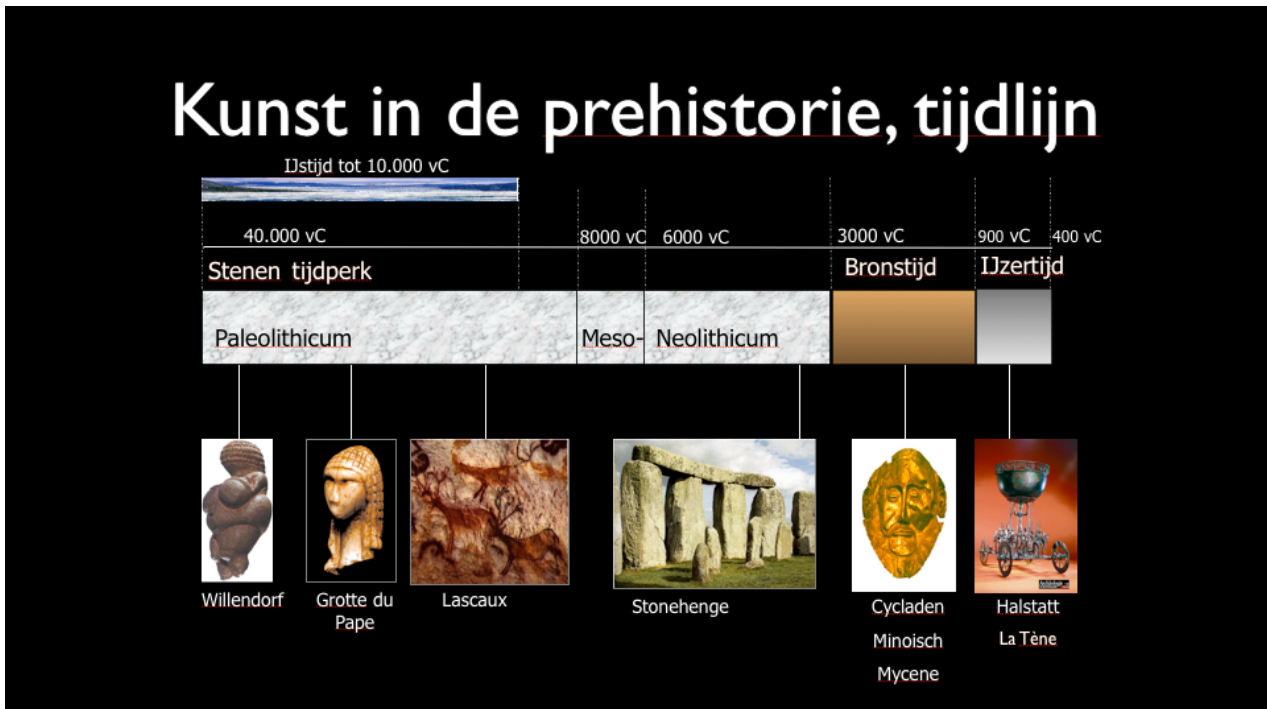 Kunst in de prehistorie, tijdlijn
IJstijd tot 10.000 vC
40.000 vC
8000 vC
6000 vC
3000 vC
900 vC
400 vC
Stenen tijdperk
Bronstijd
IJzertijd
Paleolithicum
Meso-
Neolithicum
Willendorf
Grotte du
Pape
Lascaux
Stonehenge
Cycladen
Minoisch
Mycene
Halstatt
La Tène